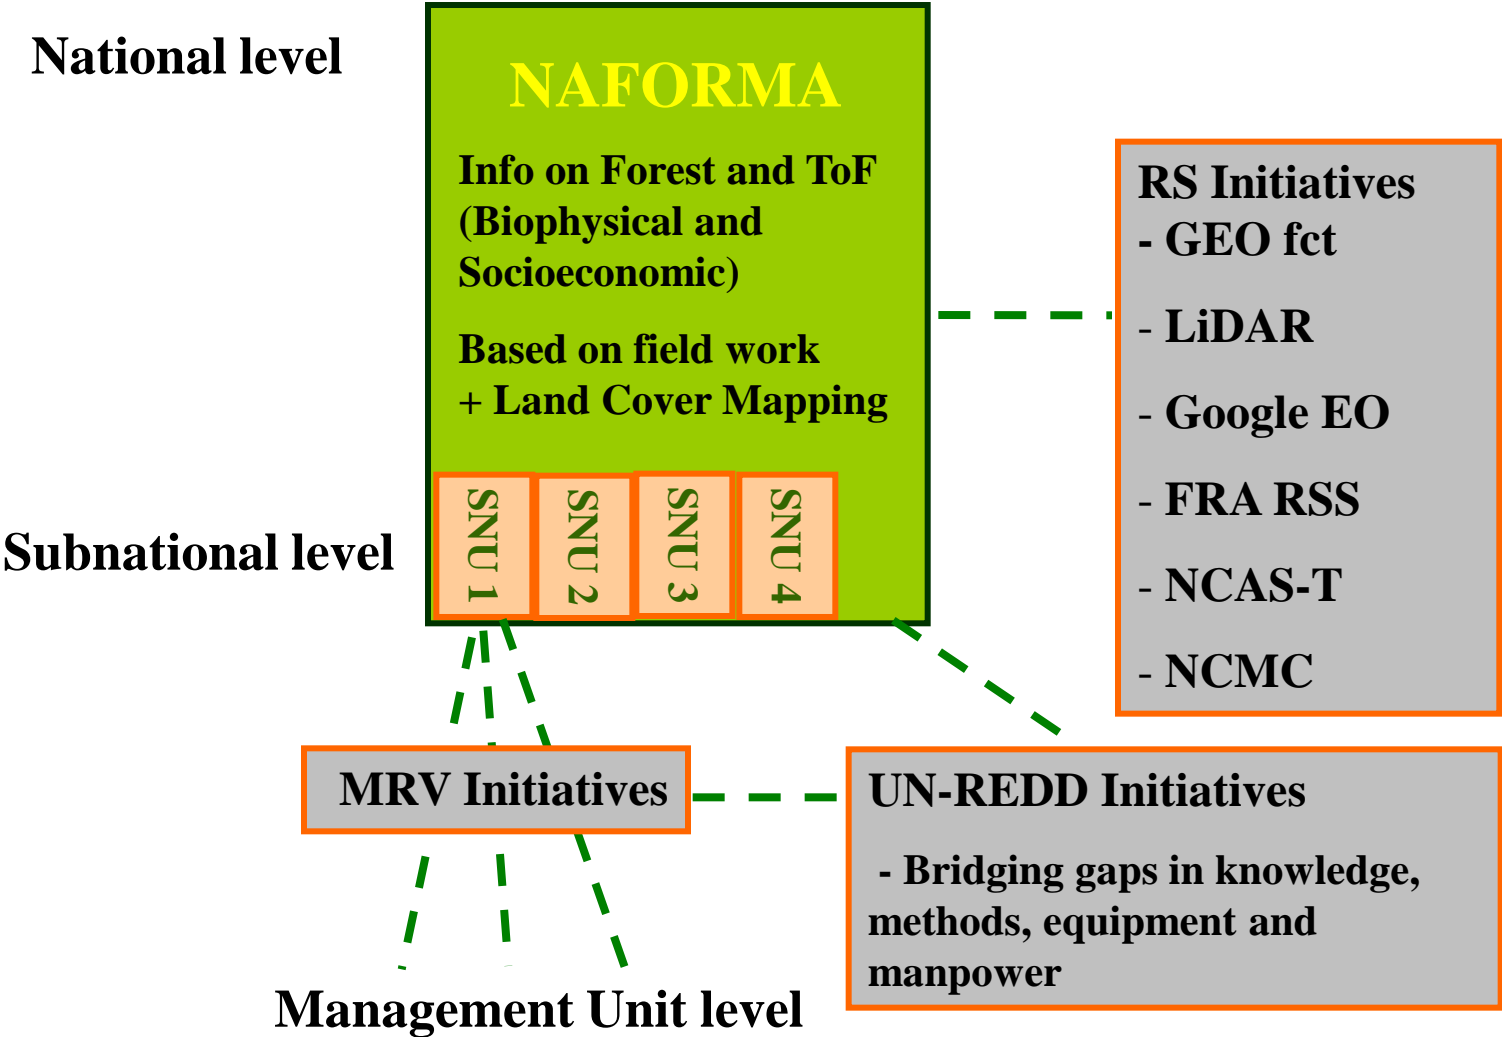 National level
NAFORMA
Info on Forest and ToF
(Biophysical and
Socioeconomic)
Based on field work
+ Land Cover Mapping
RS Initiatives
- GEO fct
- LiDAR
- Google EO
- FRA RSS
- NCAS-T
- NCMC
Subnational level
SNU 1
SNU 2
SNU 3
SNU 4
MRV Initiatives
UN-REDD Initiatives
- Bridging gaps in knowledge,
methods, equipment and
manpower
Management Unit level